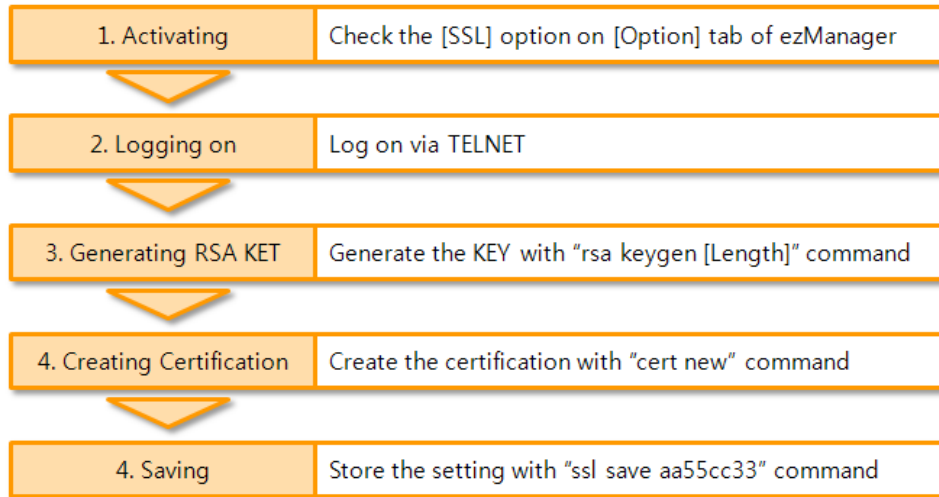 1. Activating Check the [SSL] option on [Option] tab of ezManager
2. Logging on Log on via TELNET
3. Generating RSA KET Generate the KEY with “rsa keygen [Length]” command
4. Creating Certification Create the certification with “cert new” command
4. Saving Store the setting with “ssl save aa55cc33” command